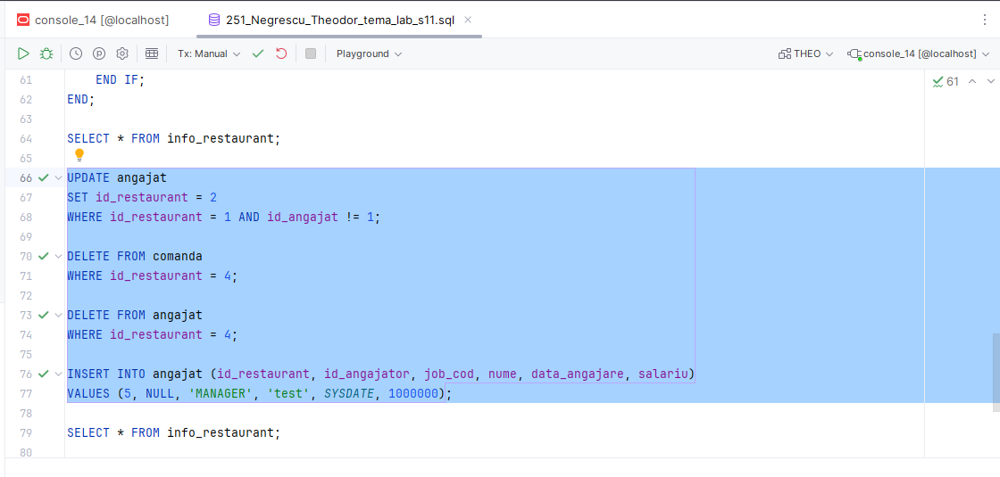 console_14 [@localhost] 251_Negrescu_Theodor_tema_lab_s11.sql
Tx: Manual Playground THEO console_14 [@localhost]
61 END IF; 61
62 END;
63
64 SELECT * FROM info_restaurant;
65
66 UPDATE angajat
67 SET id_restaurant = 2
68 WHERE id_restaurant = 1 AND id_angajat != 1;
69
70 DELETE FROM comanda
71 WHERE id_restaurant = 4;
72
73 DELETE FROM angajat
74 WHERE id_restaurant = 4;
75
76 INSERT INTO angajat (id_restaurant, id_angajator, job_cod, nume, data_angajare, salariu)
77 VALUES (5, NULL, 'MANAGER', 'test', SYSDATE, 1000000);
78
79 SELECT * FROM info_restaurant;
80